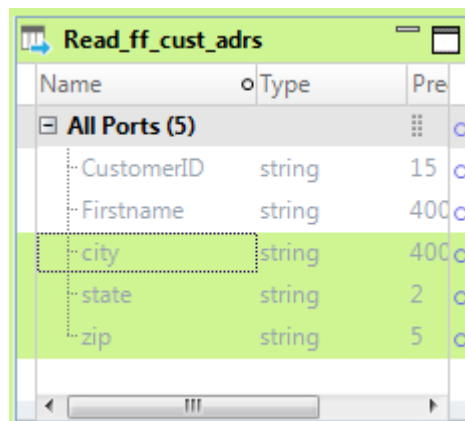 Read_ff_cust_adrs
Name Type Pre
All Ports (5)
CustomerID string 15
Firstname string 400
city string 400
state string 2
zip string 5